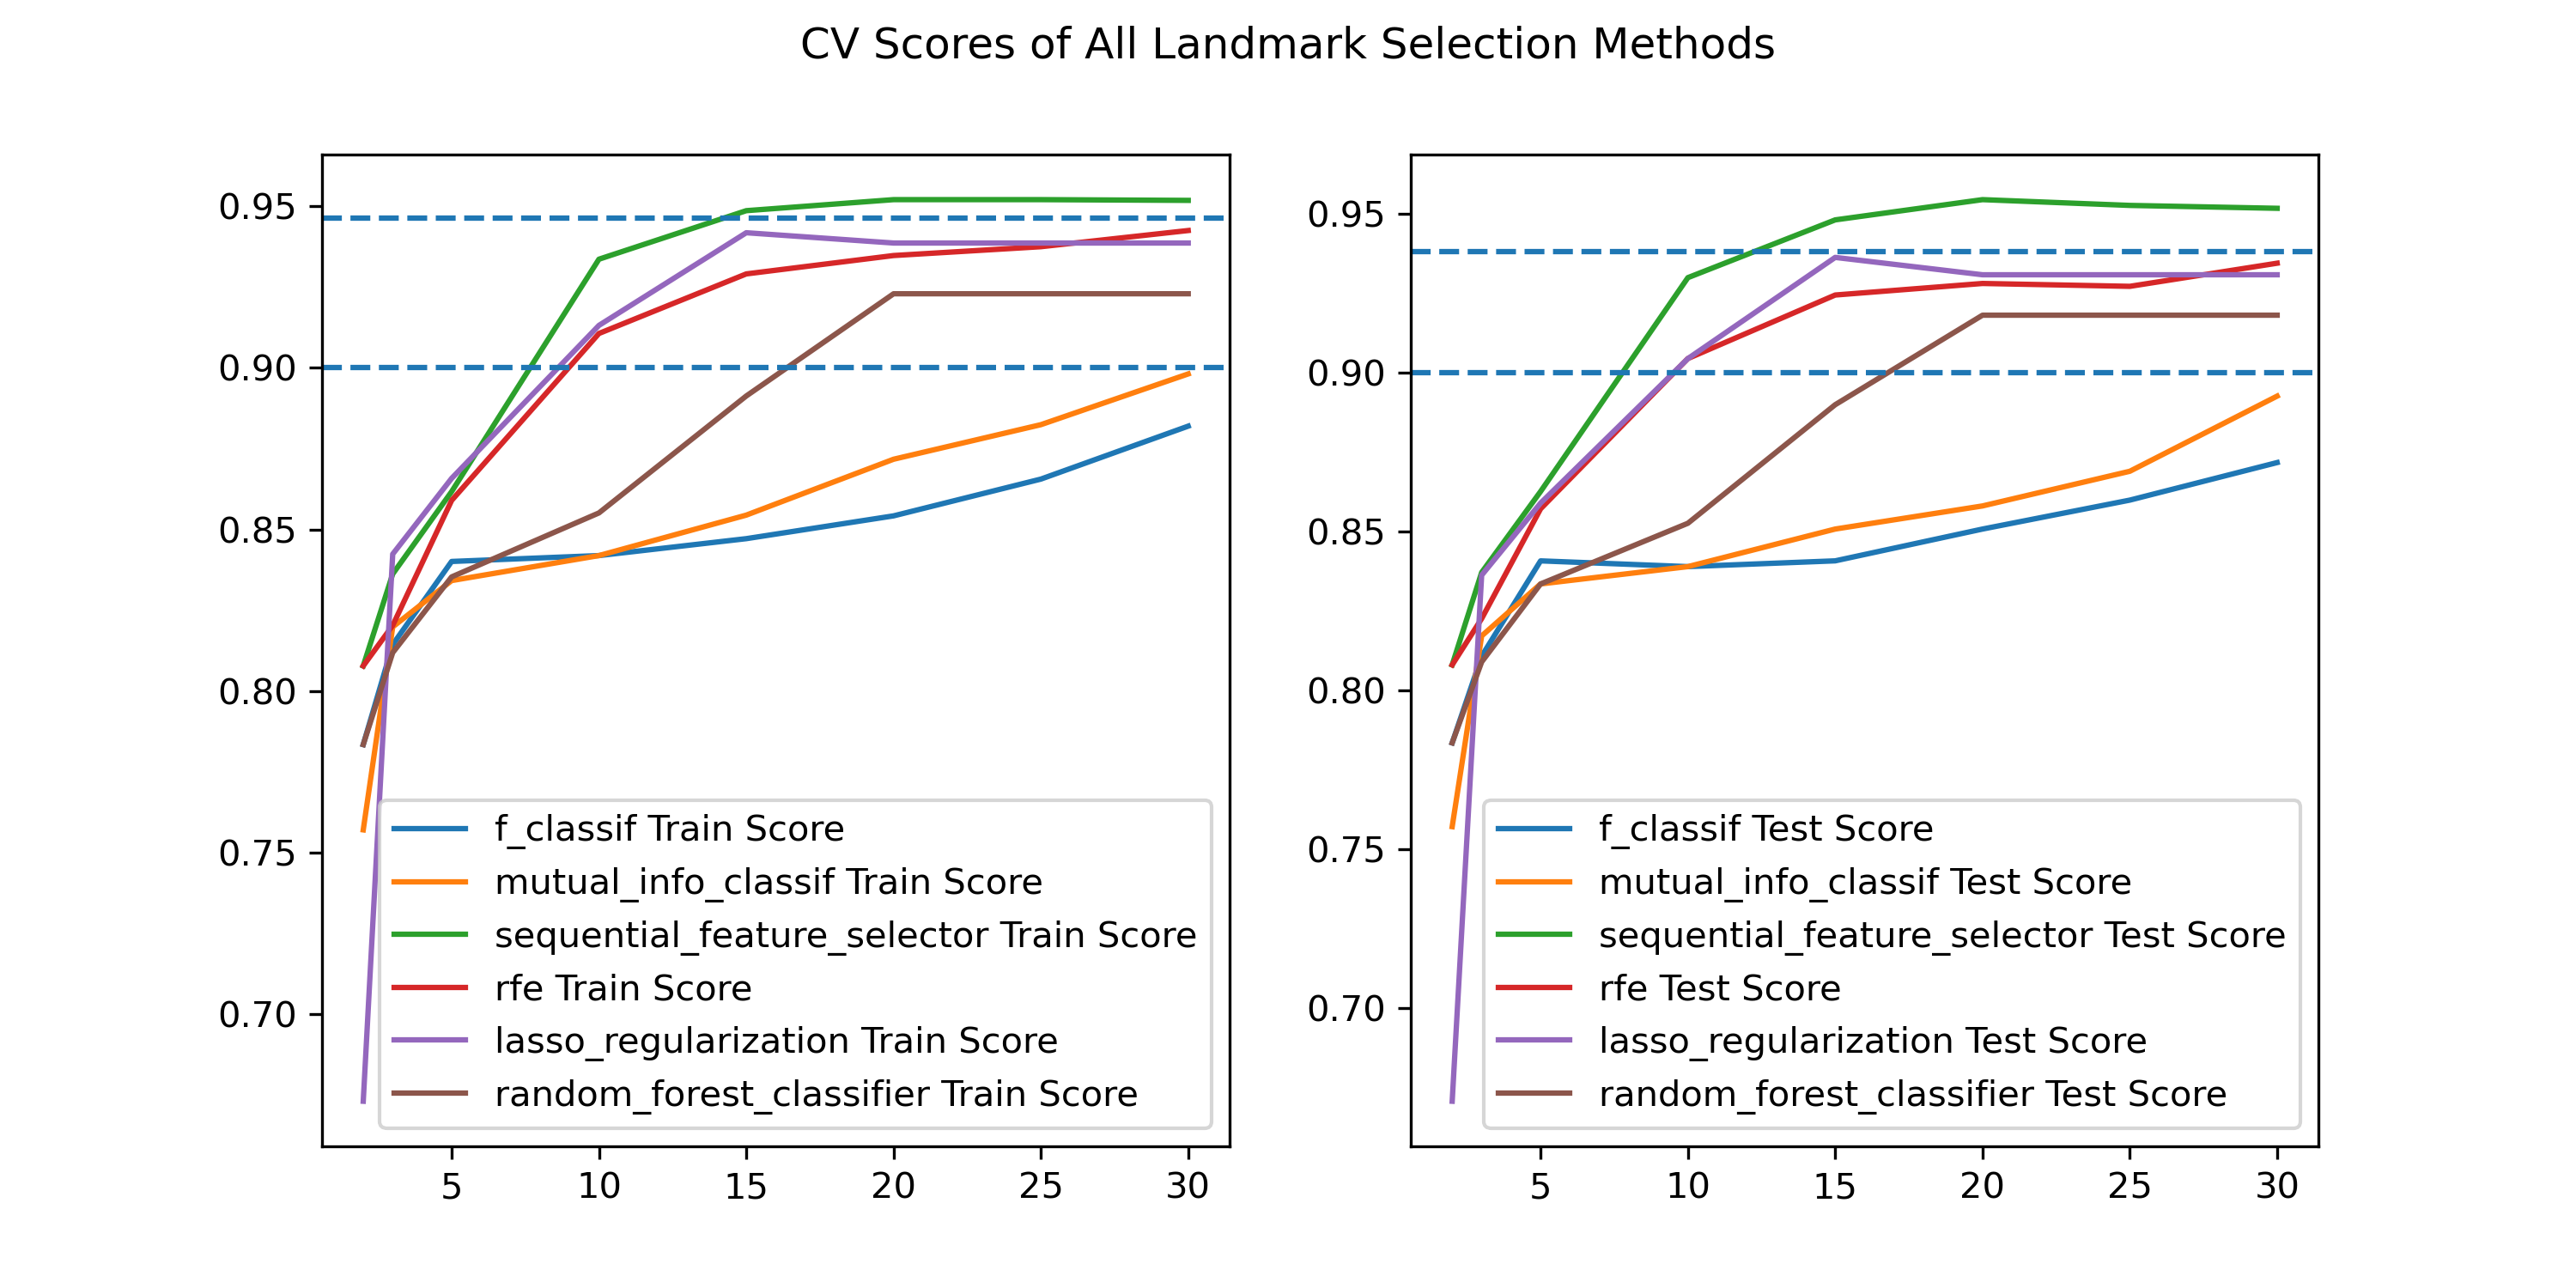 CV Scores of All Landmark Selection Methods
0.95
0.90
0.85
0.80
0.75
0.70
f_classif Train Score
mutual_info_classif Train Score
sequential_feature_selector Train Score
rfe Train Score
lasso_regularization Train Score
random_forest_classifier Train Score
5 10 15 20 25 30
0.95
0.90
0.85
0.80
0.75
0.70
f_classif Test Score
mutual_info_classif Test Score
sequential_feature_selector Test Score
rfe Test Score
lasso_regularization Test Score
random_forest_classifier Test Score
5 10 15 20 25 30